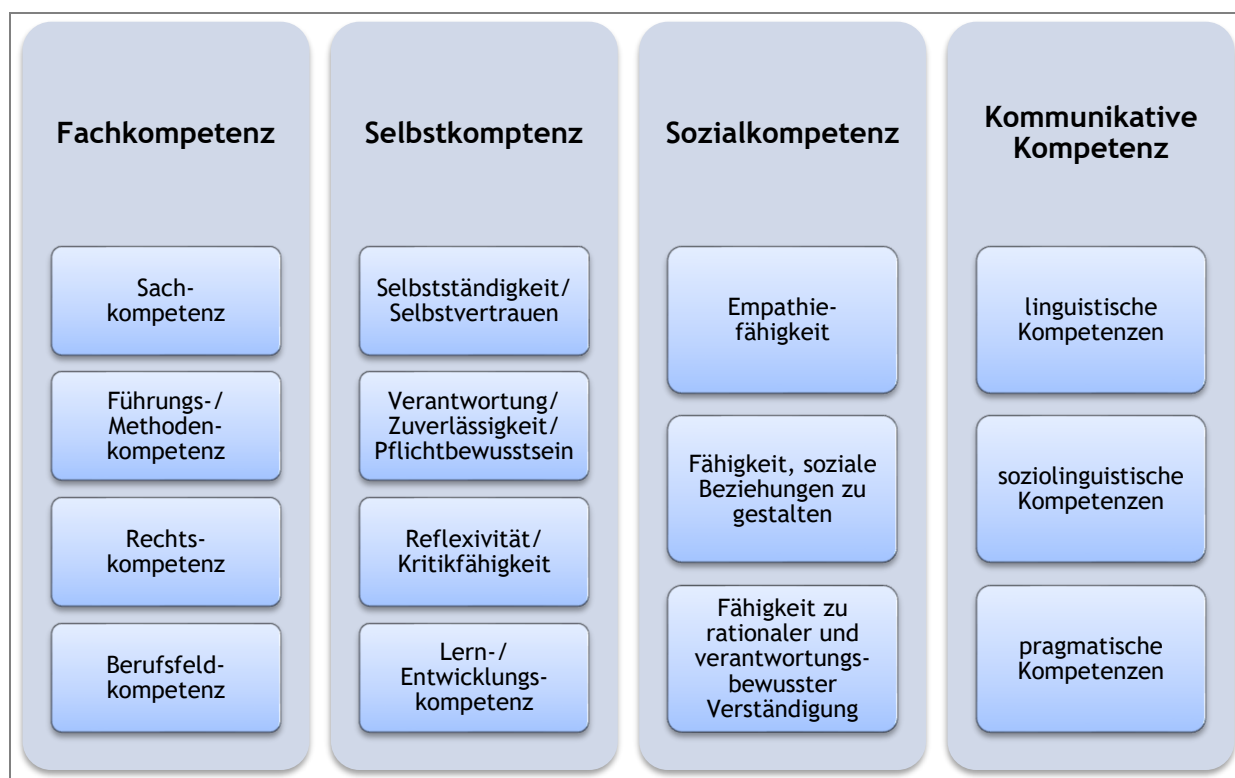 Fachkompetenz
Sach-
kompetenz
Führungs-/
Methoden-
kompetenz
Rechts-
kompetenz
Berufsfeld-
kompetenz
Selbstkomptenz
Selbstständigkeit/
Selbstvertrauen
Verantwortung/
Zuverlässigkeit/
Pflichtbewusstsein
Reflexivität/
Kritikfähigkeit
Lern-/
Entwicklungs-
kompetenz
Sozialkompetenz
Empathie-
fähigkeit
Fähigkeit, soziale
Beziehungen zu
gestalten
Fähigkeit zu
rationaler und
verantwortungs-
bewusster
Verständigung
Kommunikative
Kompetenz
linguistische
Kompetenzen
soziolinguistische
Kompetenzen
pragmatische
Kompetenzen